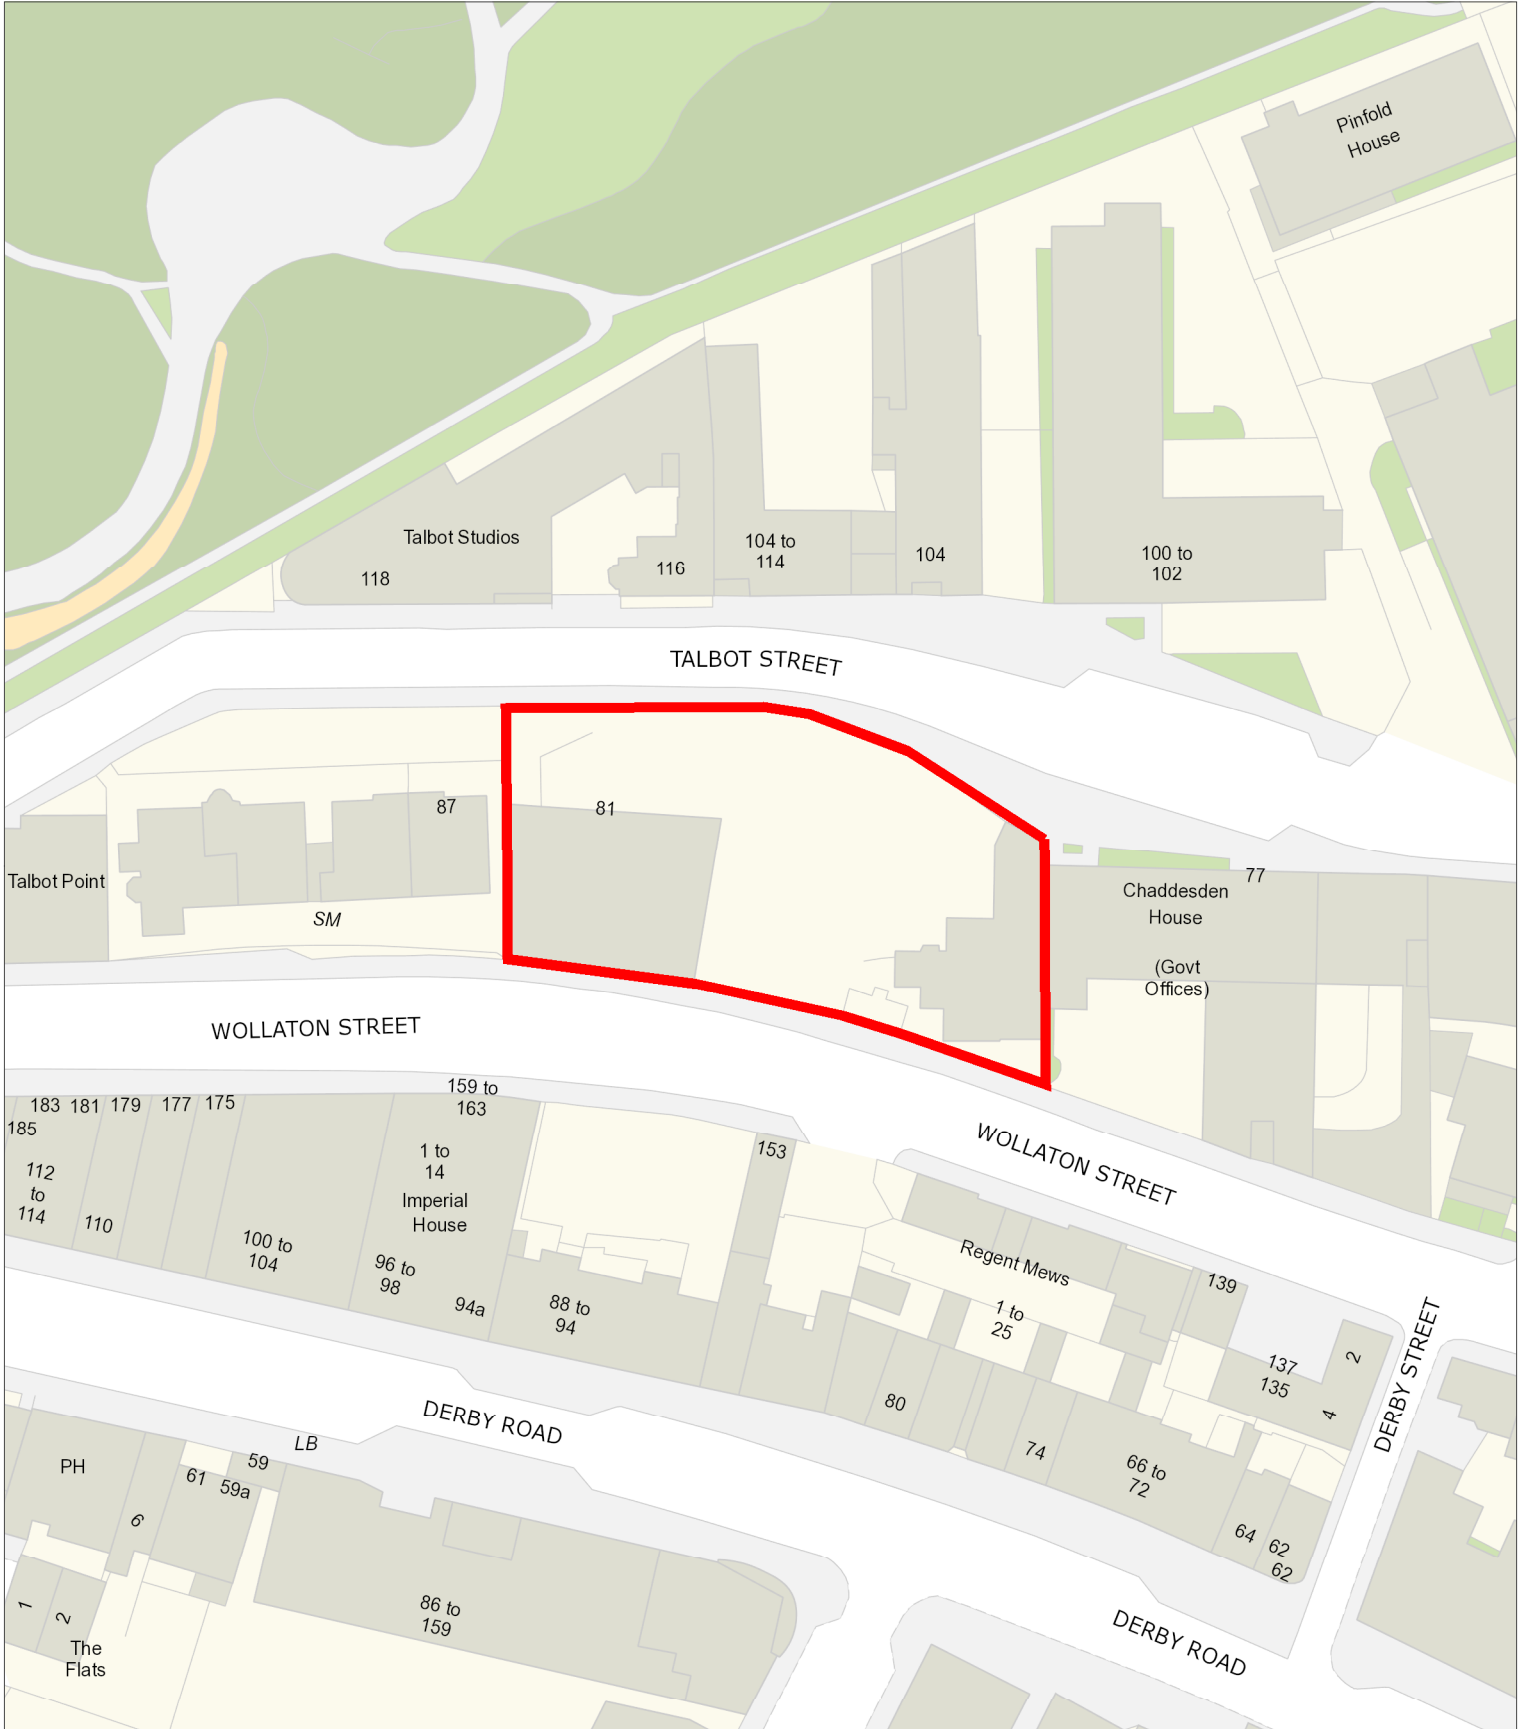 Pinfold
House
Talbot Studios
118
116
104 to
114
104
100 to
102
TALBOT STREET
87
81
Talbot Point
SM
77
Chaddesden
House
(Govt
Offices)
WOLLATON STREET
WOLLATON STREET
183
181
179
177
175
159 to
163
185
112
to
114
110
1 to
14
Imperial
House
100 to
104
96 to
98
94a
88 to
94
153
Regent Mews
1 to
25
139
137
135
2
4
DERBY STREET
80
74
66 to
72
64
62
62
DERBY ROAD
LB
PH
59
61
59a
6
1
2
The
Flats
86 to
159
DERBY ROAD